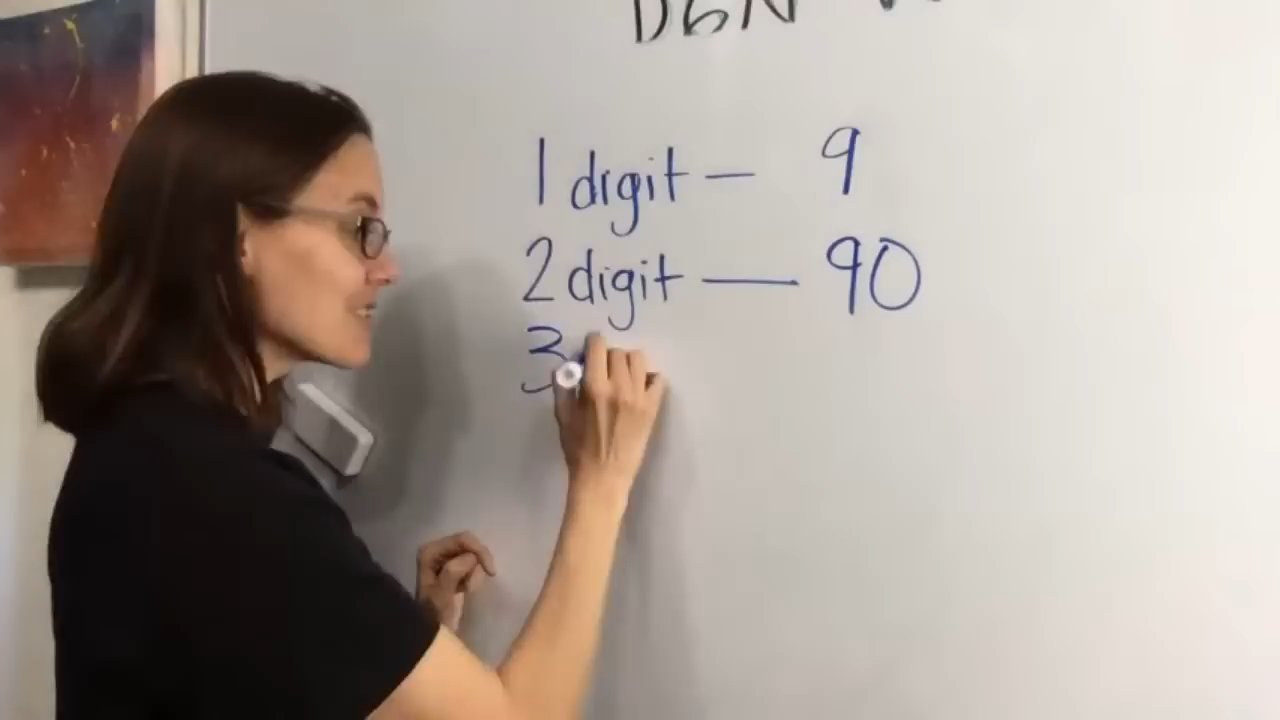 1 digit — 9
2 digit — 90
3